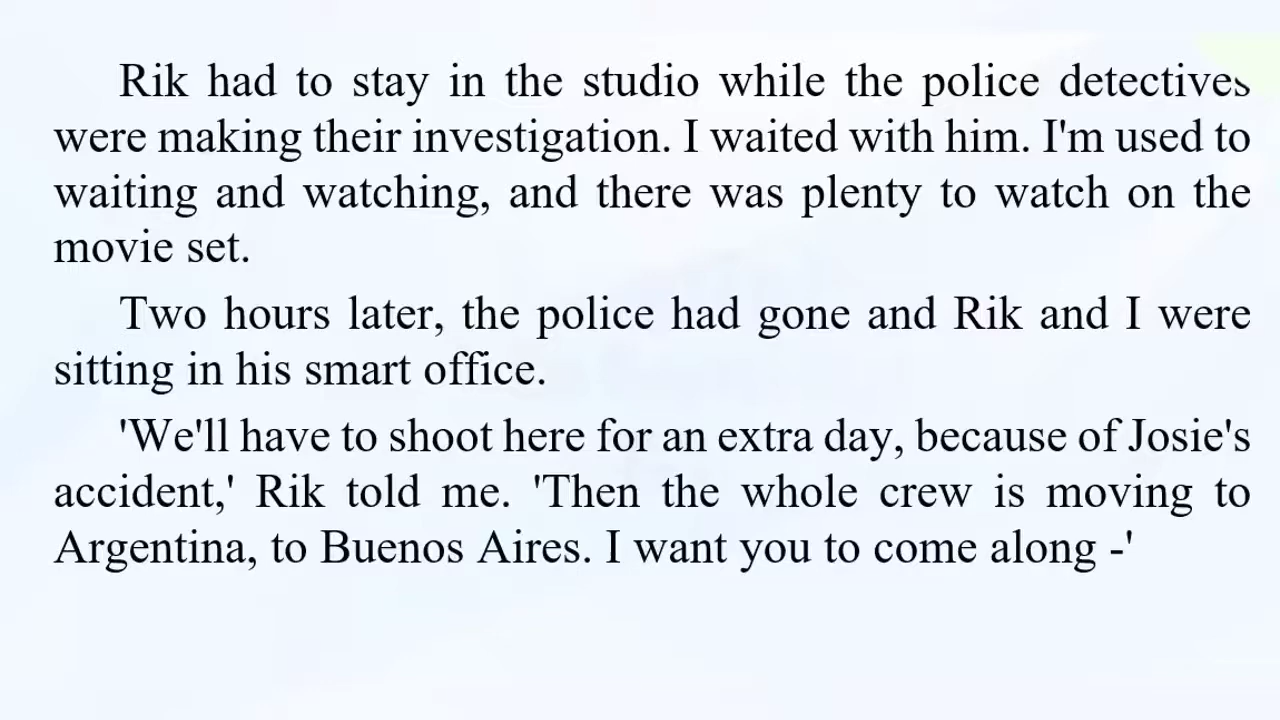 Rik had to stay in the studio while the police detectives
were making their investigation. I waited with him. I'm used to
waiting and watching, and there was plenty to watch on the
movie set.
Two hours later, the police had gone and Rik and I were
sitting in his smart office.
'We'll have to shoot here for an extra day, because of Josie's
accident,' Rik told me. 'Then the whole crew is moving to
Argentina, to Buenos Aires. I want you to come along -'